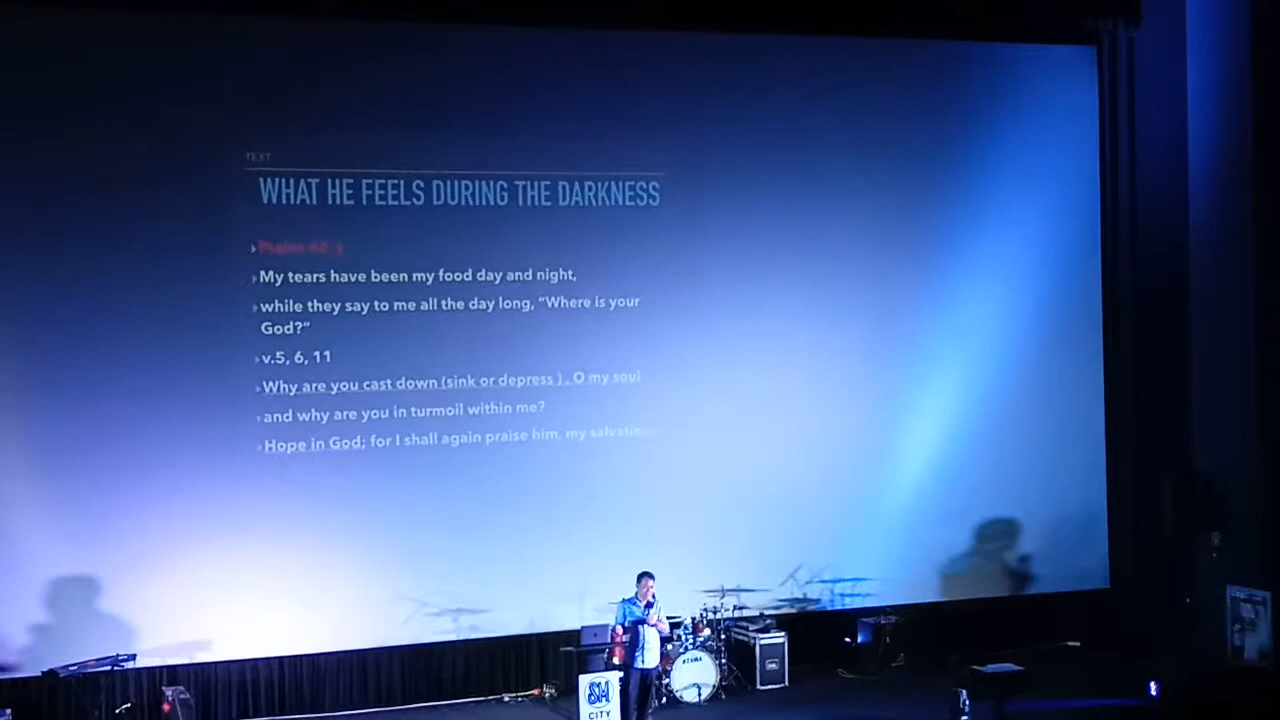 TEXT
WHAT HE FEELS DURING THE DARKNESS
Psalm
My tears have been my food day and night,
while they say to me all the day long, "Where is your
God?"
v.5, 6, 11
Why are you cast down (sink or depress ) , O my soul
and why are you in turmoil within me?
Hope in God; for I shall again praise him, my salvation
TAMA
SM
CITY